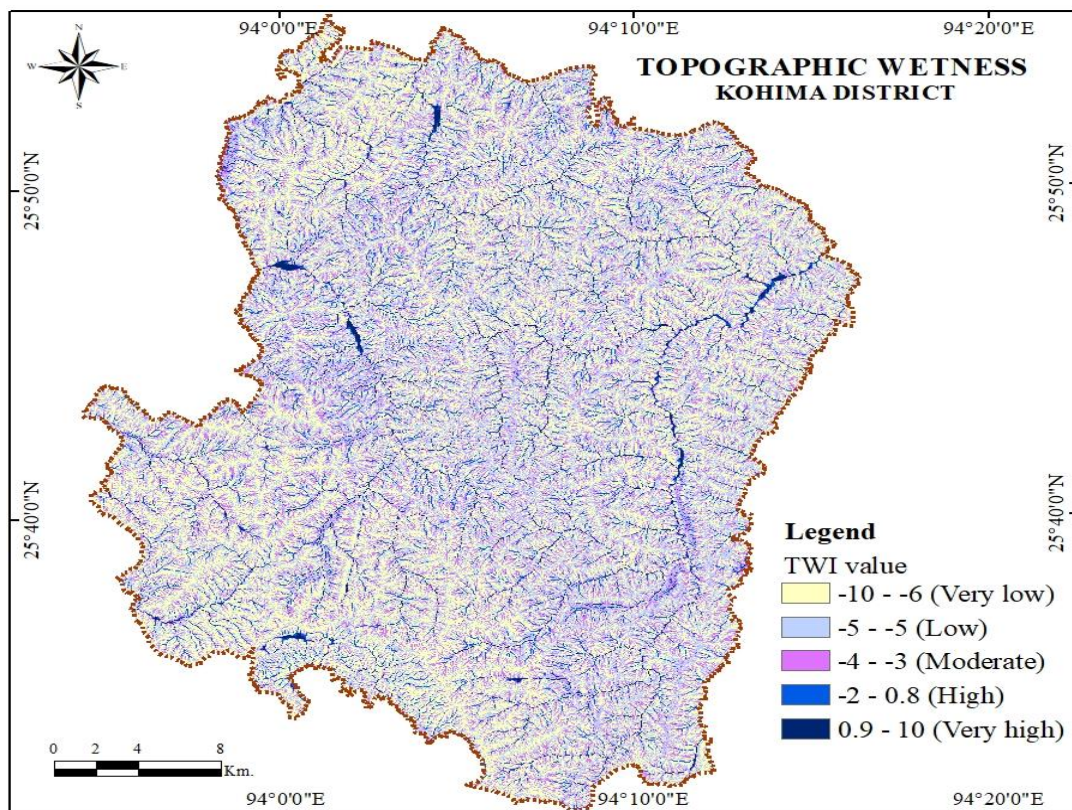 94°0'0"E 94°10'0"E 94°20'0"E
N
W E
S
TOPOGRAPHIC WETNESS
KOHIMA DISTRICT
25°50'0"N 25°50'0"N
25°40'0"N 25°40'0"N
Legend
TWI value
-10 - -6 (Very low)
-5 - -5 (Low)
-4 - -3 (Moderate)
-2 - 0.8 (High)
0.9 - 10 (Very high)
0 2 4 8
Km.
94°0'0"E 94°10'0"E 94°20'0"E